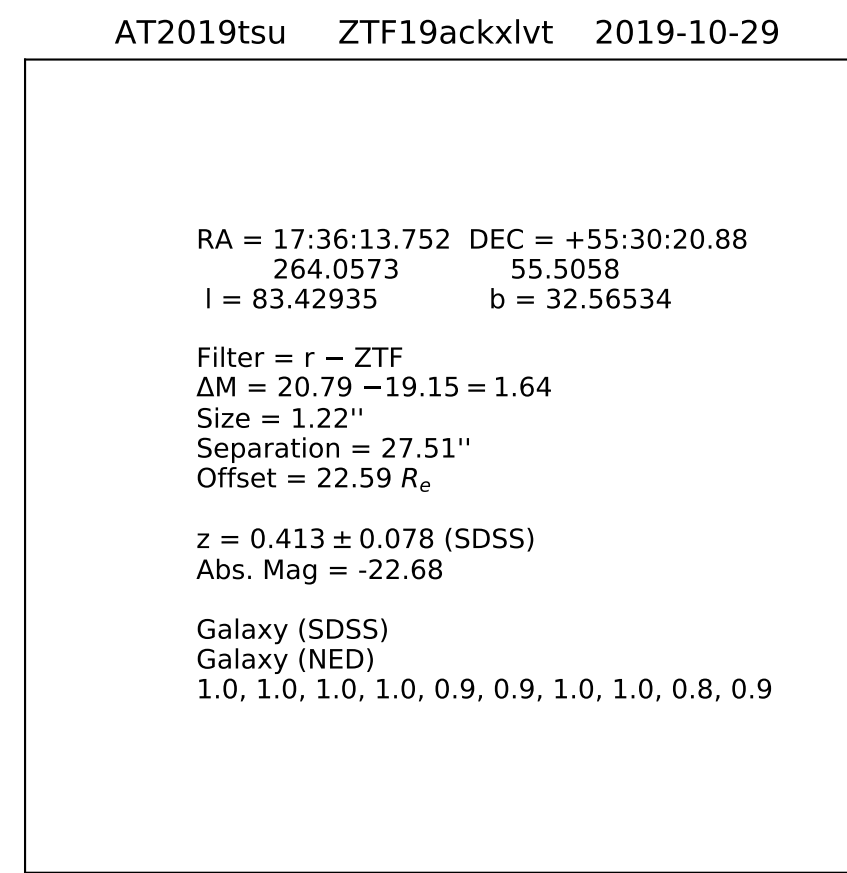 AT2019tsu ZTF19ackxlvt 2019-10-29
RA = 17:36:13.752 DEC = +55:30:20.88
264.0573 55.5058
l = 83.42935 b = 32.56534
Filter = r − ZTF
ΔM = 20.79 −19.15 = 1.64
Size = 1.22''
Separation = 27.51''
Offset = 22.59 Rₑ
z = 0.413 ± 0.078 (SDSS)
Abs. Mag = -22.68
Galaxy (SDSS)
Galaxy (NED)
1.0, 1.0, 1.0, 1.0, 0.9, 0.9, 1.0, 1.0, 0.8, 0.9